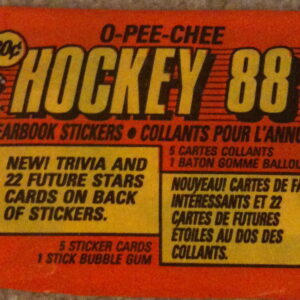 20¢
O-PEE-CHEE
HOCKEY 88
EARBOOK STICKERS • COLLANTS POUR L'ANNÉ
5 CARTES COLLANTS
1 BATON GOMME BALLOU
NEW! TRIVIA AND
22 FUTURE STARS
CARDS ON BACK
OF STICKERS.
NOUVEAU! CARTES DE FA
INTÉRESSANTS ET 22
CARTES DE FUTURES
ÉTOILES AU DOS DES
COLLANTS.
5 STICKER CARDS
1 STICK BUBBLE GUM